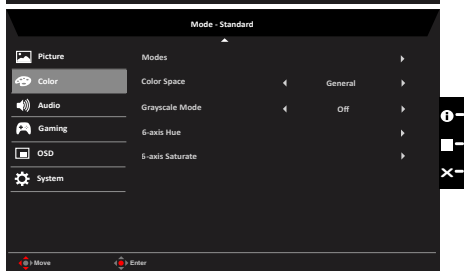 Mode - Standard
Picture
Modes
Color
Color Space General
Audio
Grayscale Mode Off
Gaming
6-axis Hue
OSD
6-axis Saturate
System
Move Enter